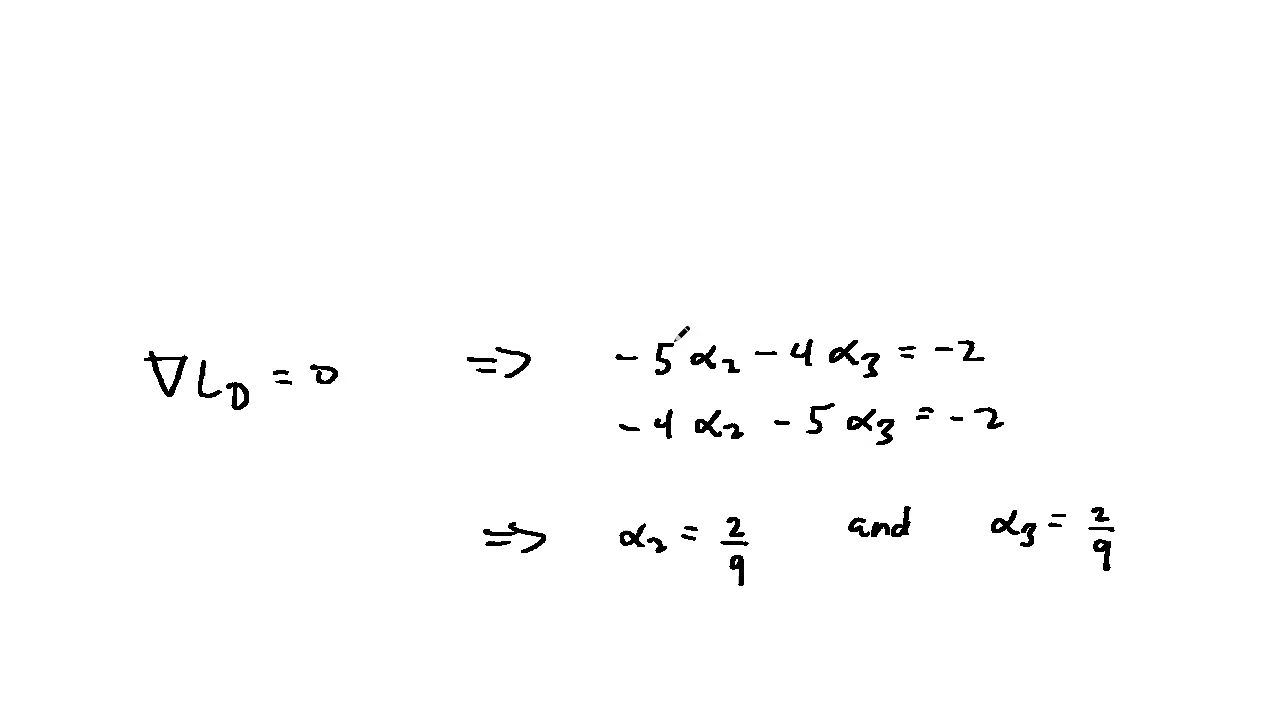 ∇L_D = 0 => -5α₂ - 4α₃ = -2
-4α₂ - 5α₃ = -2
=> α₂ = 2/9 and α₃ = 2/9